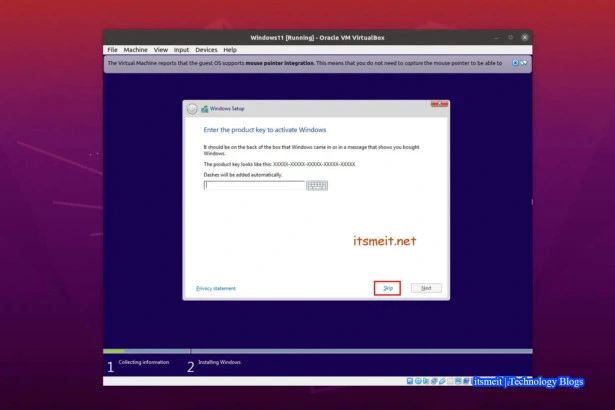 Windows11 [Running] - Oracle VM VirtualBox
File Machine View Input Devices Help
The Virtual Machine reports that the guest OS supports mouse pointer integration. This means that you do not need to capture the mouse pointer to be able to
Windows Setup
Enter the product key to activate Windows
It should be on the back of the box that Windows came in or in a message that shows you bought
Windows.
The product key looks like this: XXXXX-XXXXX-XXXXX-XXXXX-XXXXX
Dashes will be added automatically.
itsmeit.net
Privacy statement
Skip
Next
1 Collecting information
2 Installing Windows
itsmeit | Technology Blogs